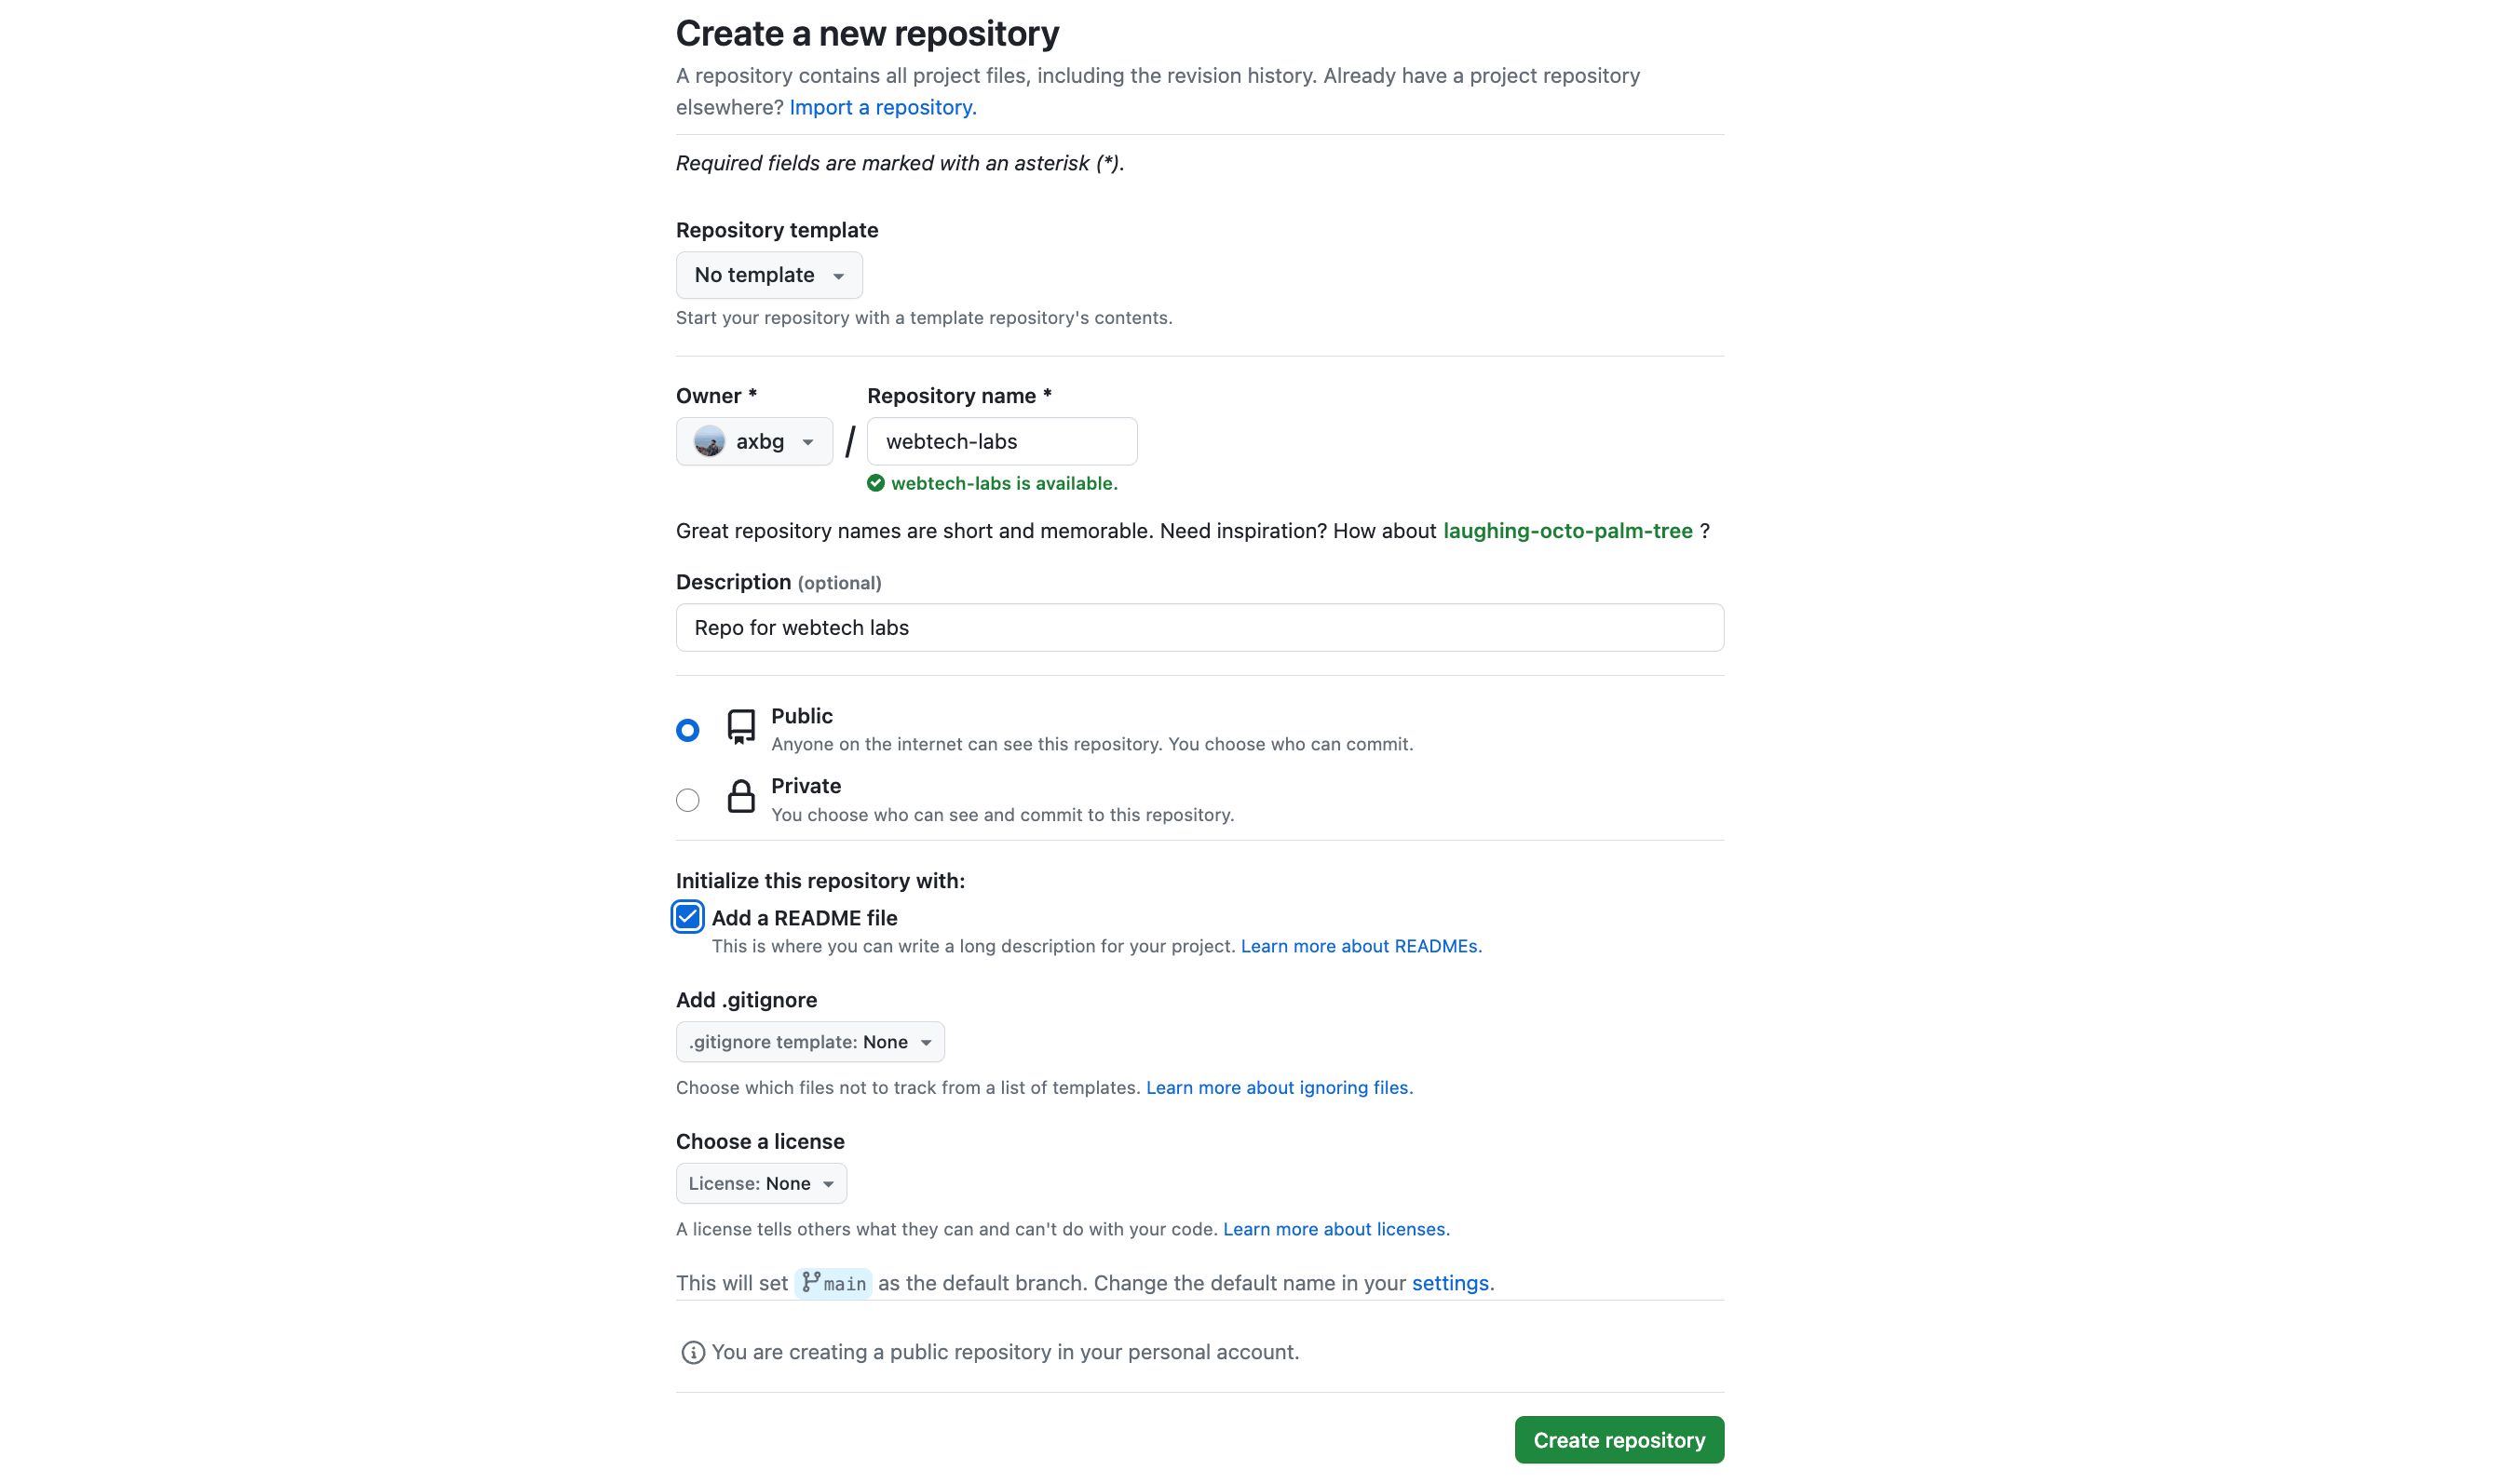 Create a new repository
A repository contains all project files, including the revision history. Already have a project repository
elsewhere? Import a repository.
Required fields are marked with an asterisk (*).
Repository template
No template
Start your repository with a template repository's contents.
Owner * Repository name *
axbg / webtech-labs
webtech-labs is available.
Great repository names are short and memorable. Need inspiration? How about laughing-octo-palm-tree ?
Description (optional)
Repo for webtech labs
Public
Anyone on the internet can see this repository. You choose who can commit.
Private
You choose who can see and commit to this repository.
Initialize this repository with:
Add a README file
This is where you can write a long description for your project. Learn more about READMEs.
Add .gitignore
.gitignore template: None
Choose which files not to track from a list of templates. Learn more about ignoring files.
Choose a license
License: None
A license tells others what they can and can't do with your code. Learn more about licenses.
This will set main as the default branch. Change the default name in your settings.
You are creating a public repository in your personal account.
Create repository